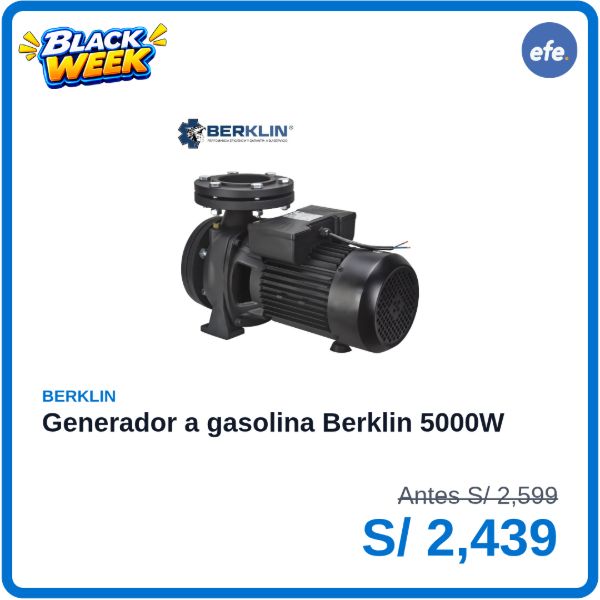 BLACK
WEEK
efe.
BERKLIN®
BERKLIN
Generador a gasolina Berklin 5000W
Antes S/ 2,599
S/ 2,439